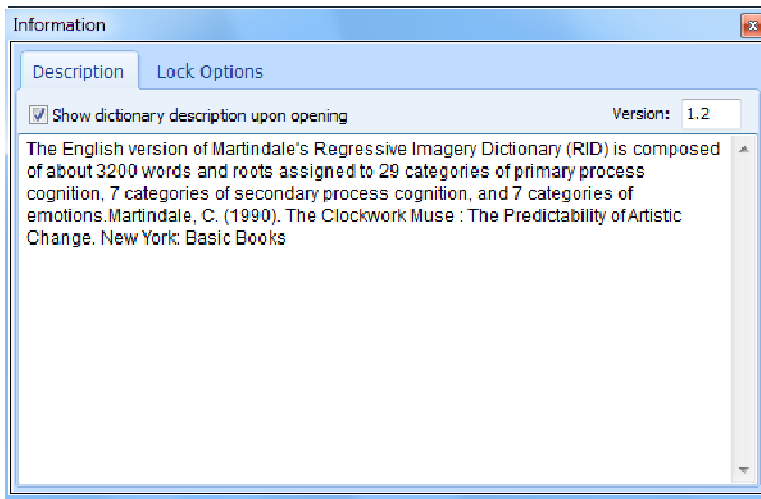 Information
Description Lock Options
Show dictionary description upon opening Version: 1.2
The English version of Martindale's Regressive Imagery Dictionary (RID) is composed
of about 3200 words and roots assigned to 29 categories of primary process
cognition, 7 categories of secondary process cognition, and 7 categories of
emotions.Martindale, C. (1990). The Clockwork Muse : The Predictability of Artistic
Change. New York: Basic Books